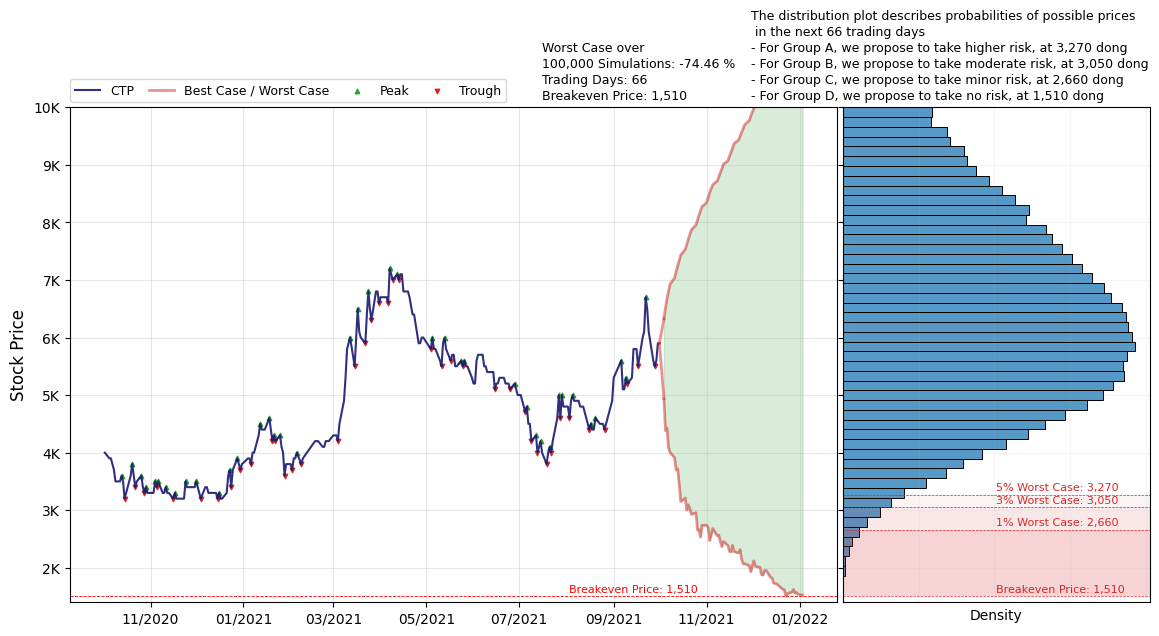 The distribution plot describes probabilities of possible prices
in the next 66 trading days
- For Group A, we propose to take higher risk, at 3,270 dong
- For Group B, we propose to take moderate risk, at 3,050 dong
- For Group C, we propose to take minor risk, at 2,660 dong
- For Group D, we propose to take no risk, at 1,510 dong
Worst Case over
100,000 Simulations: -74.46 %
Trading Days: 66
Breakeven Price: 1,510
CTP
Best Case / Worst Case
Peak
Trough
Stock Price
10K
9K
8K
7K
6K
5K
4K
3K
2K
Breakeven Price: 1,510
11/2020
01/2021
03/2021
05/2021
07/2021
09/2021
11/2021
01/2022
5% Worst Case: 3,270
3% Worst Case: 3,050
1% Worst Case: 2,660
Breakeven Price: 1,510
Density